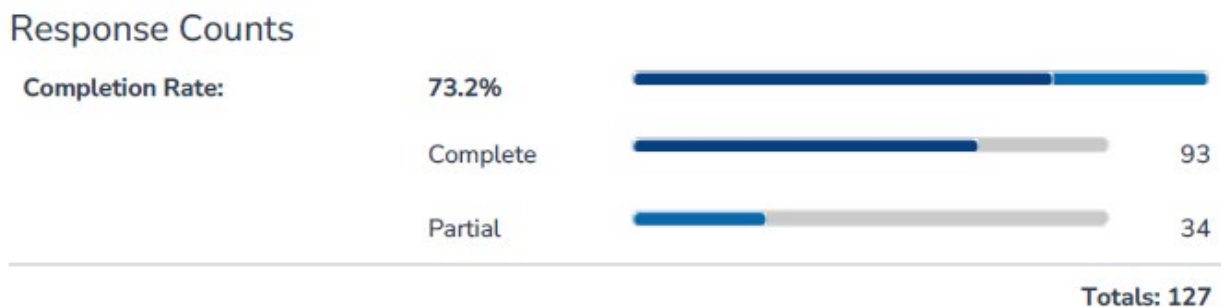 Response Counts
Completion Rate: 73.2%
Complete 93
Partial 34
Totals: 127